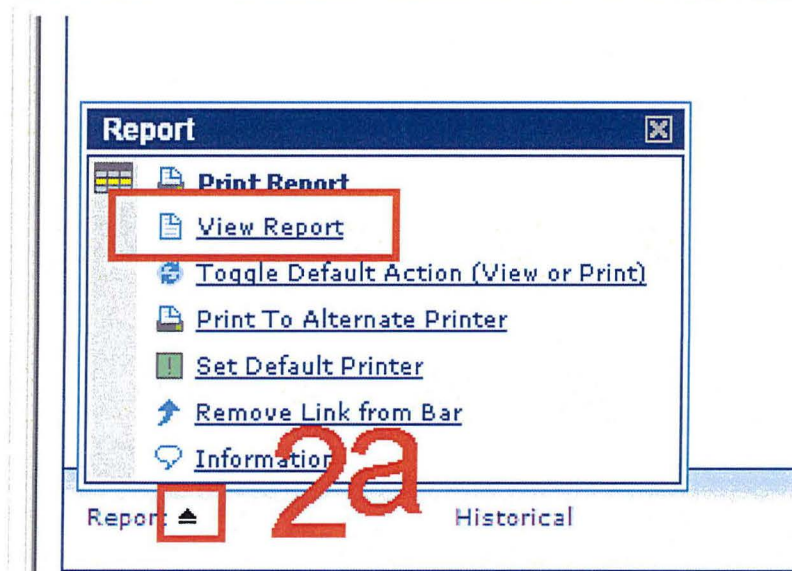 Report
Print Report
View Report
Toggle Default Action (View or Print)
Print To Alternate Printer
Set Default Printer
Remove Link from Bar
Information
2a
Report Historical